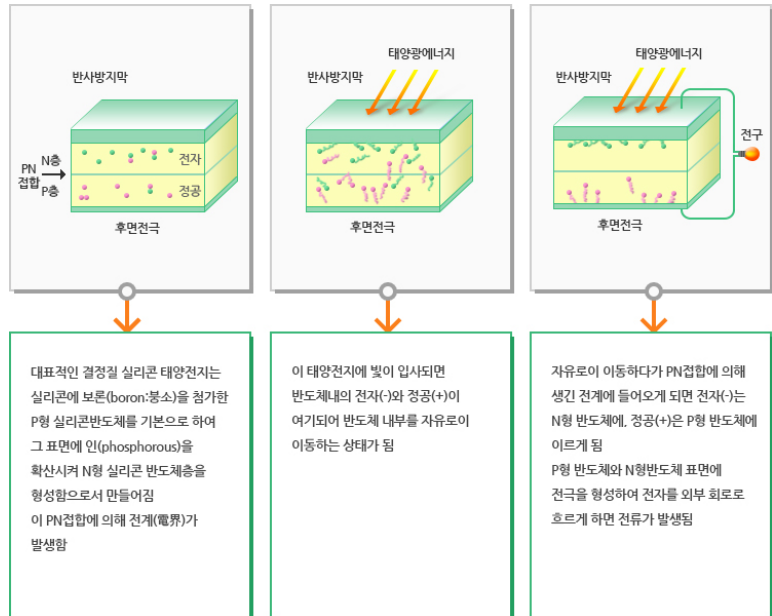 반사방지막
PN
접합
N층
P층
전자
정공
후면전극
태양광에너지
반사방지막
후면전극
태양광에너지
반사방지막
전구
후면전극
대표적인 결정질 실리콘 태양전지는
실리콘에 보론(boron:붕소)을 첨가한
P형 실리콘반도체를 기본으로 하여
그 표면에 인(phosphorous)을
확산시켜 N형 실리콘 반도체층을
형성함으로서 만들어짐
이 PN접합에 의해 전계(電界)가
발생함
이 태양전지에 빛이 입사되면
반도체내의 전자(-)와 정공(+)이
여기되어 반도체 내부를 자유로이
이동하는 상태가 됨
자유로이 이동하다가 PN접합에 의해
생긴 전계에 들어오게 되면 전자(-)는
N형 반도체에, 정공(+)은 P형 반도체에
이르게 됨
P형 반도체와 N형반도체 표면에
전극을 형성하여 전자를 외부 회로로
흐르게 하면 전류가 발생됨